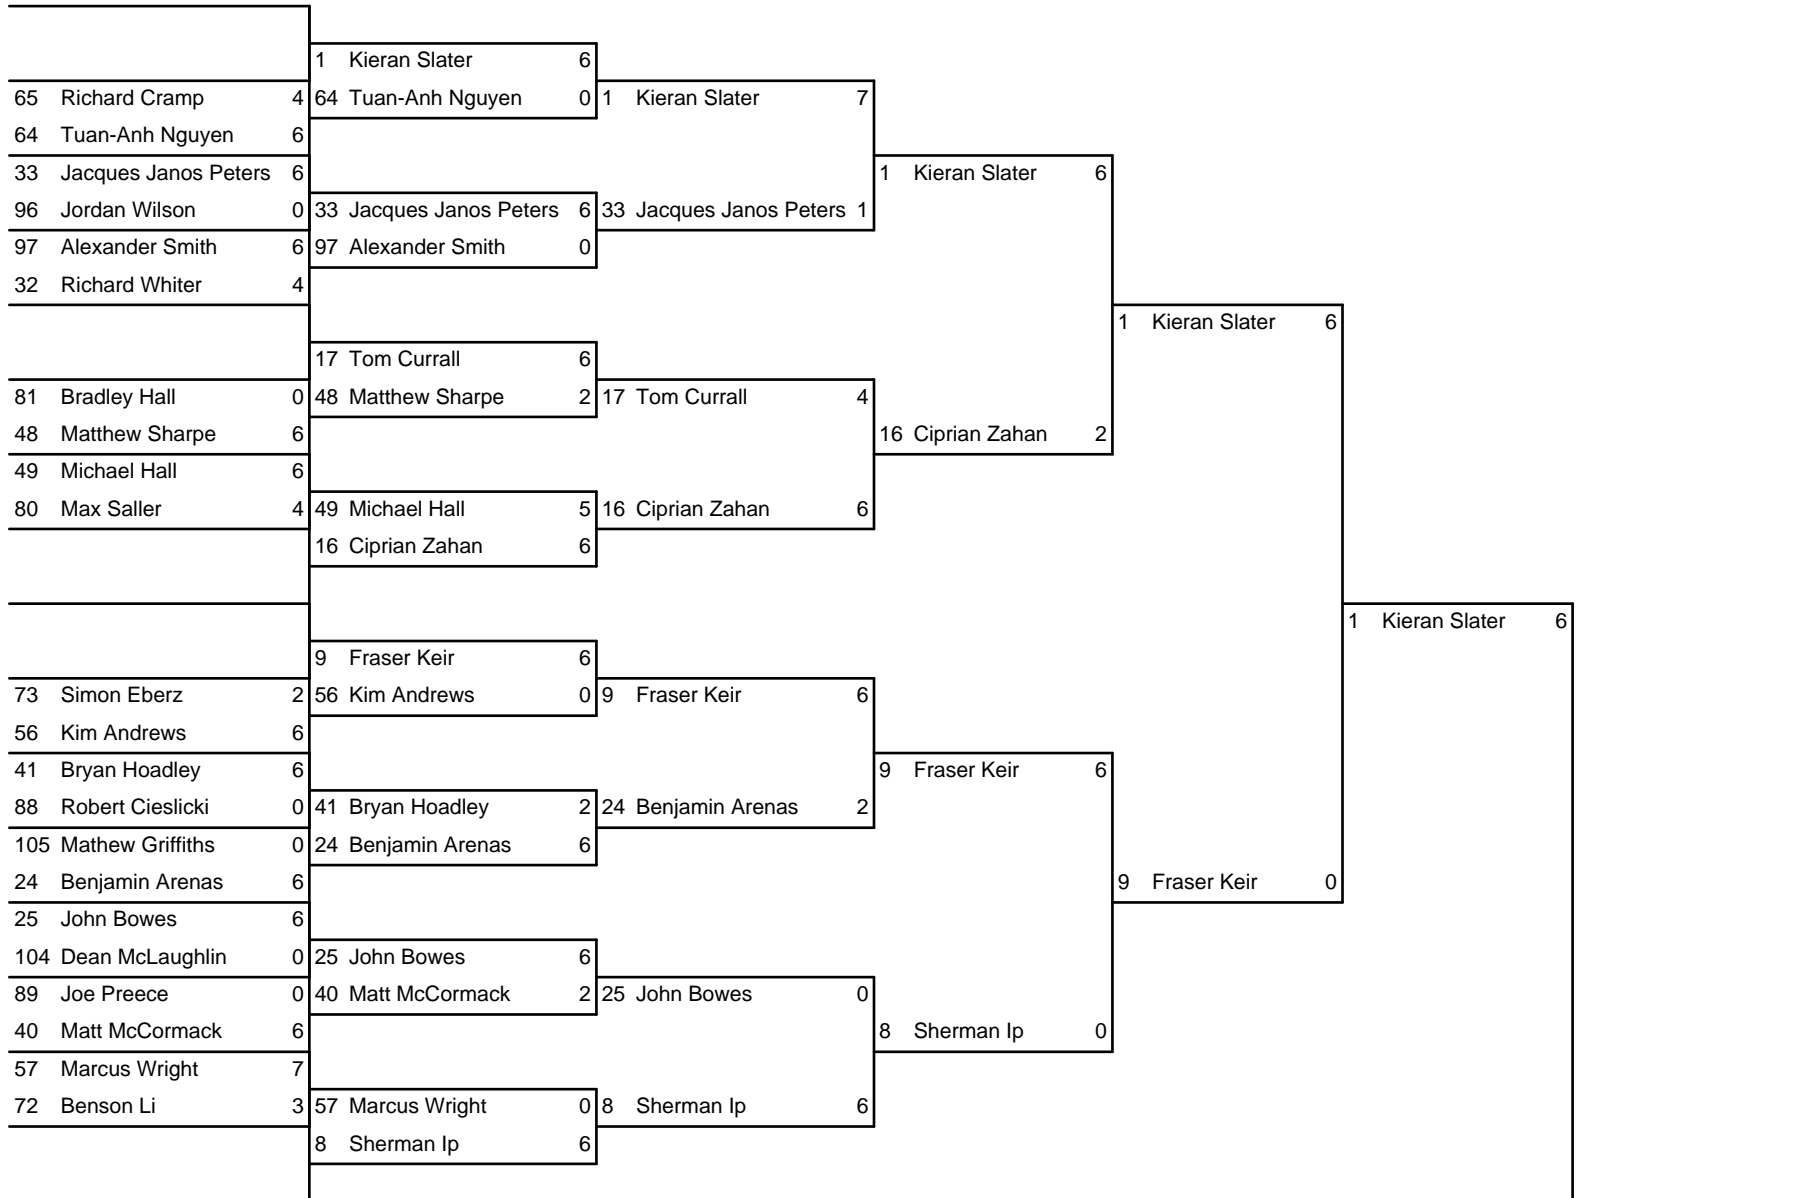 1 Kieran Slater 6
65 Richard Cramp 4 64 Tuan-Anh Nguyen 0 1 Kieran Slater 7
64 Tuan-Anh Nguyen 6
33 Jacques Janos Peters 6 1 Kieran Slater 6
96 Jordan Wilson 0 33 Jacques Janos Peters 6 33 Jacques Janos Peters 1
97 Alexander Smith 6 97 Alexander Smith 0
32 Richard Whiter 4
1 Kieran Slater 6
17 Tom Currall 6
81 Bradley Hall 0 48 Matthew Sharpe 2 17 Tom Currall 4
48 Matthew Sharpe 6 16 Ciprian Zahan 2
49 Michael Hall 6
80 Max Saller 4 49 Michael Hall 5 16 Ciprian Zahan 6
16 Ciprian Zahan 6
1 Kieran Slater 6
9 Fraser Keir 6
73 Simon Eberz 2 56 Kim Andrews 0 9 Fraser Keir 6
56 Kim Andrews 6
41 Bryan Hoadley 6 9 Fraser Keir 6
88 Robert Cieslicki 0 41 Bryan Hoadley 2 24 Benjamin Arenas 2
105 Mathew Griffiths 0 24 Benjamin Arenas 6
24 Benjamin Arenas 6 9 Fraser Keir 0
25 John Bowes 6
104 Dean McLaughlin 0 25 John Bowes 6
89 Joe Preece 0 40 Matt McCormack 2 25 John Bowes 0
40 Matt McCormack 6 8 Sherman Ip 0
57 Marcus Wright 7
72 Benson Li 3 57 Marcus Wright 0 8 Sherman Ip 6
8 Sherman Ip 6